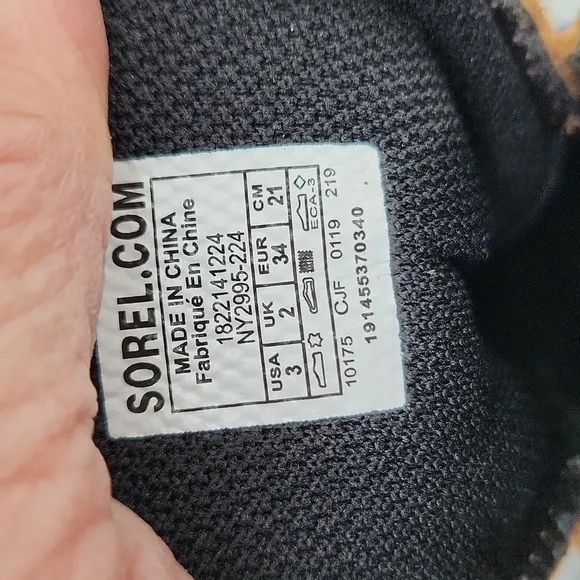 SOREL.COM
MADE IN CHINA
Fabriqué En Chine
1822141224
NY2995-224
USA UK EUR CM
3 2 34 21
ECA-3
10175 CJF 0119 219
191455370340